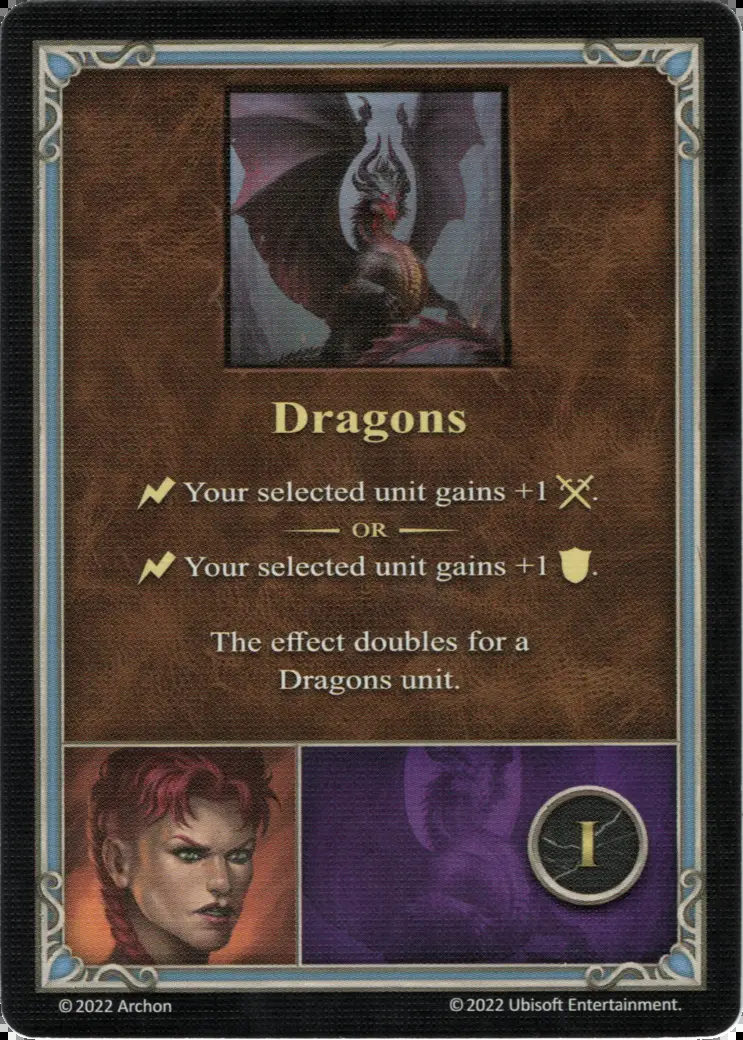 Dragons
Your selected unit gains +1 .
OR
Your selected unit gains +1 .
The effect doubles for a
Dragons unit.
I
© 2022 Archon
© 2022 Ubisoft Entertainment.